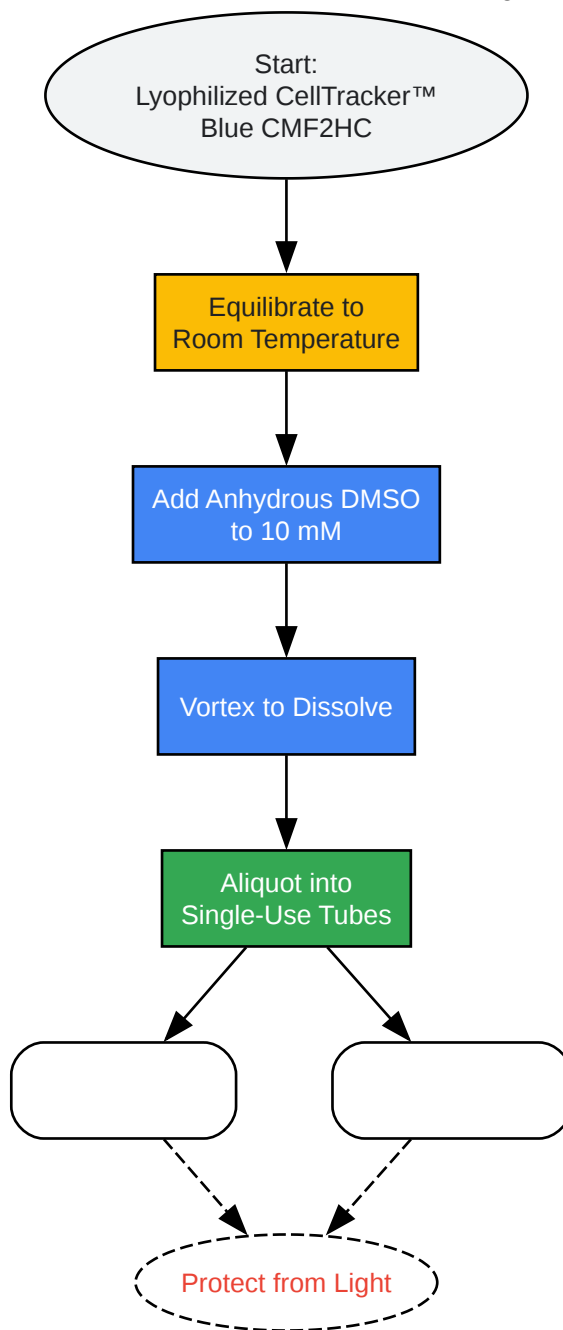 Start:
Lyophilized CellTracker™
Blue CMF2HC
Equilibrate to
Room Temperature
Add Anhydrous DMSO
to 10 mM
Vortex to Dissolve
Aliquot into
Single-Use Tubes
Protect from Light